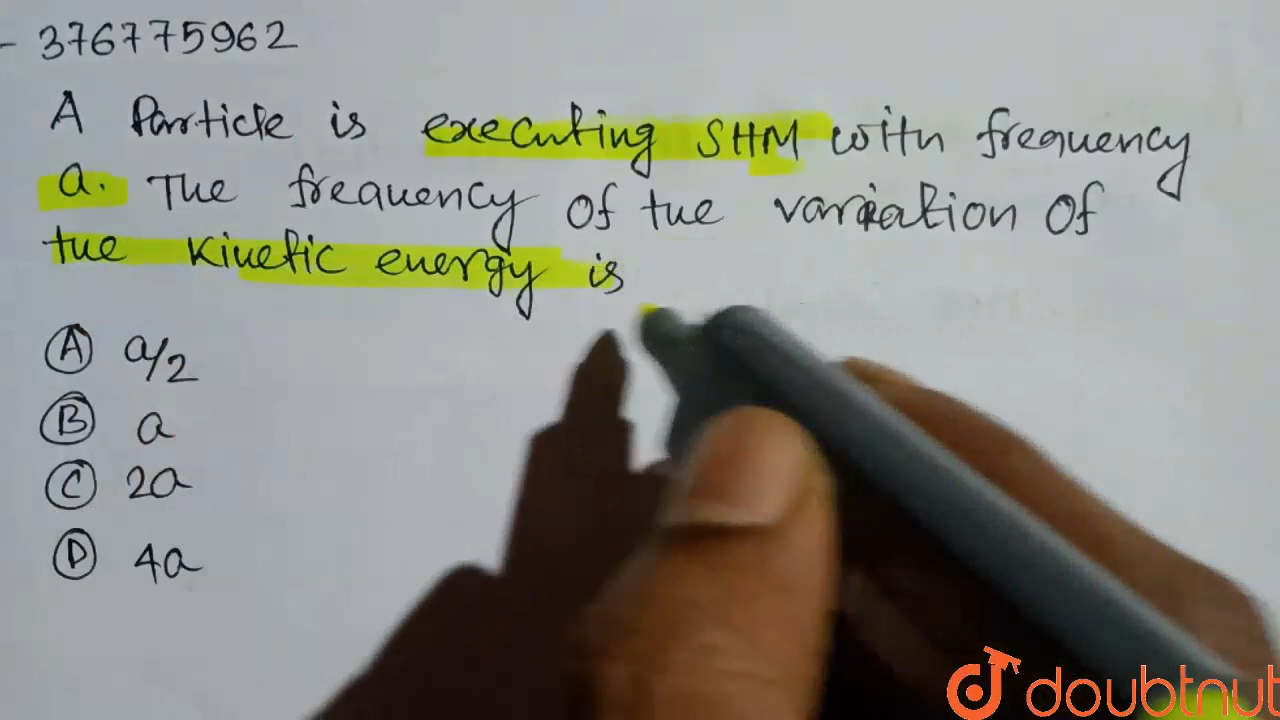 - 376775962
A Particle is executing SHM with frequency
a. The frequency of the variation of
the kinetic energy is
(A) a/2
(B) a
(C) 2a
(D) 4a
doubtnut